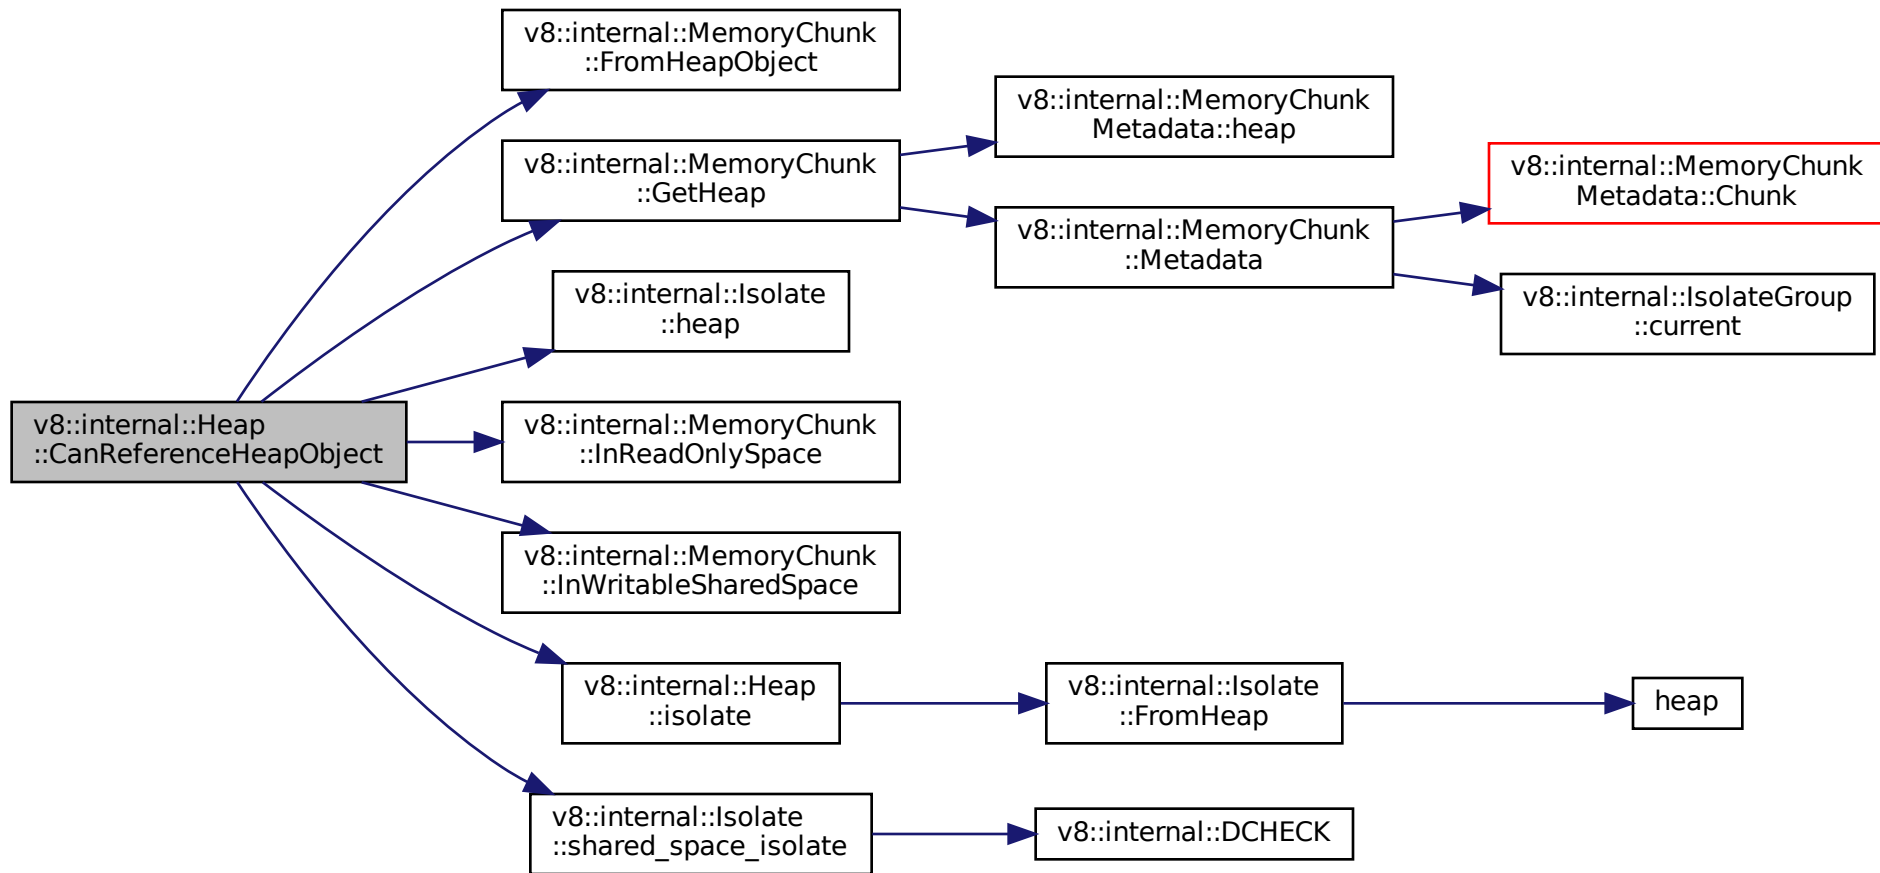 v8::internal::MemoryChunk
::FromHeapObject
v8::internal::MemoryChunk
Metadata::heap
v8::internal::MemoryChunk
::GetHeap
v8::internal::MemoryChunk
Metadata::Chunk
v8::internal::MemoryChunk
::Metadata
v8::internal::Isolate
::heap
v8::internal::IsolateGroup
::current
v8::internal::Heap
::CanReferenceHeapObject
v8::internal::MemoryChunk
::InReadOnlySpace
v8::internal::MemoryChunk
::InWritableSharedSpace
v8::internal::Heap
::isolate
v8::internal::Isolate
::FromHeap
heap
v8::internal::Isolate
::shared_space_isolate
v8::internal::DCHECK